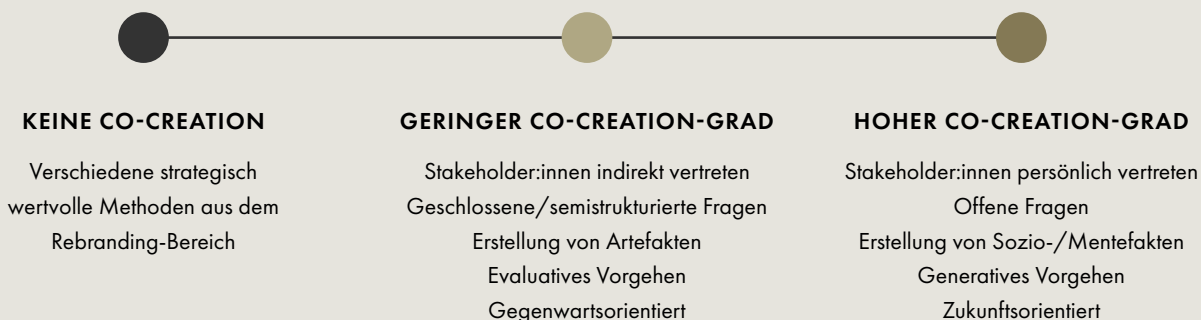 KEINE CO-CREATION
Verschiedene strategisch
wertvolle Methoden aus dem
Rebranding-Bereich
GERINGER CO-CREATION-GRAD
Stakeholder:innen indirekt vertreten
Geschlossene/semistrukturierte Fragen
Erstellung von Artefakten
Evaluatives Vorgehen
Gegenwartsorientiert
HOHER CO-CREATION-GRAD
Stakeholder:innen persönlich vertreten
Offene Fragen
Erstellung von Sozio-/Mentefakten
Generatives Vorgehen
Zukunftsorientiert